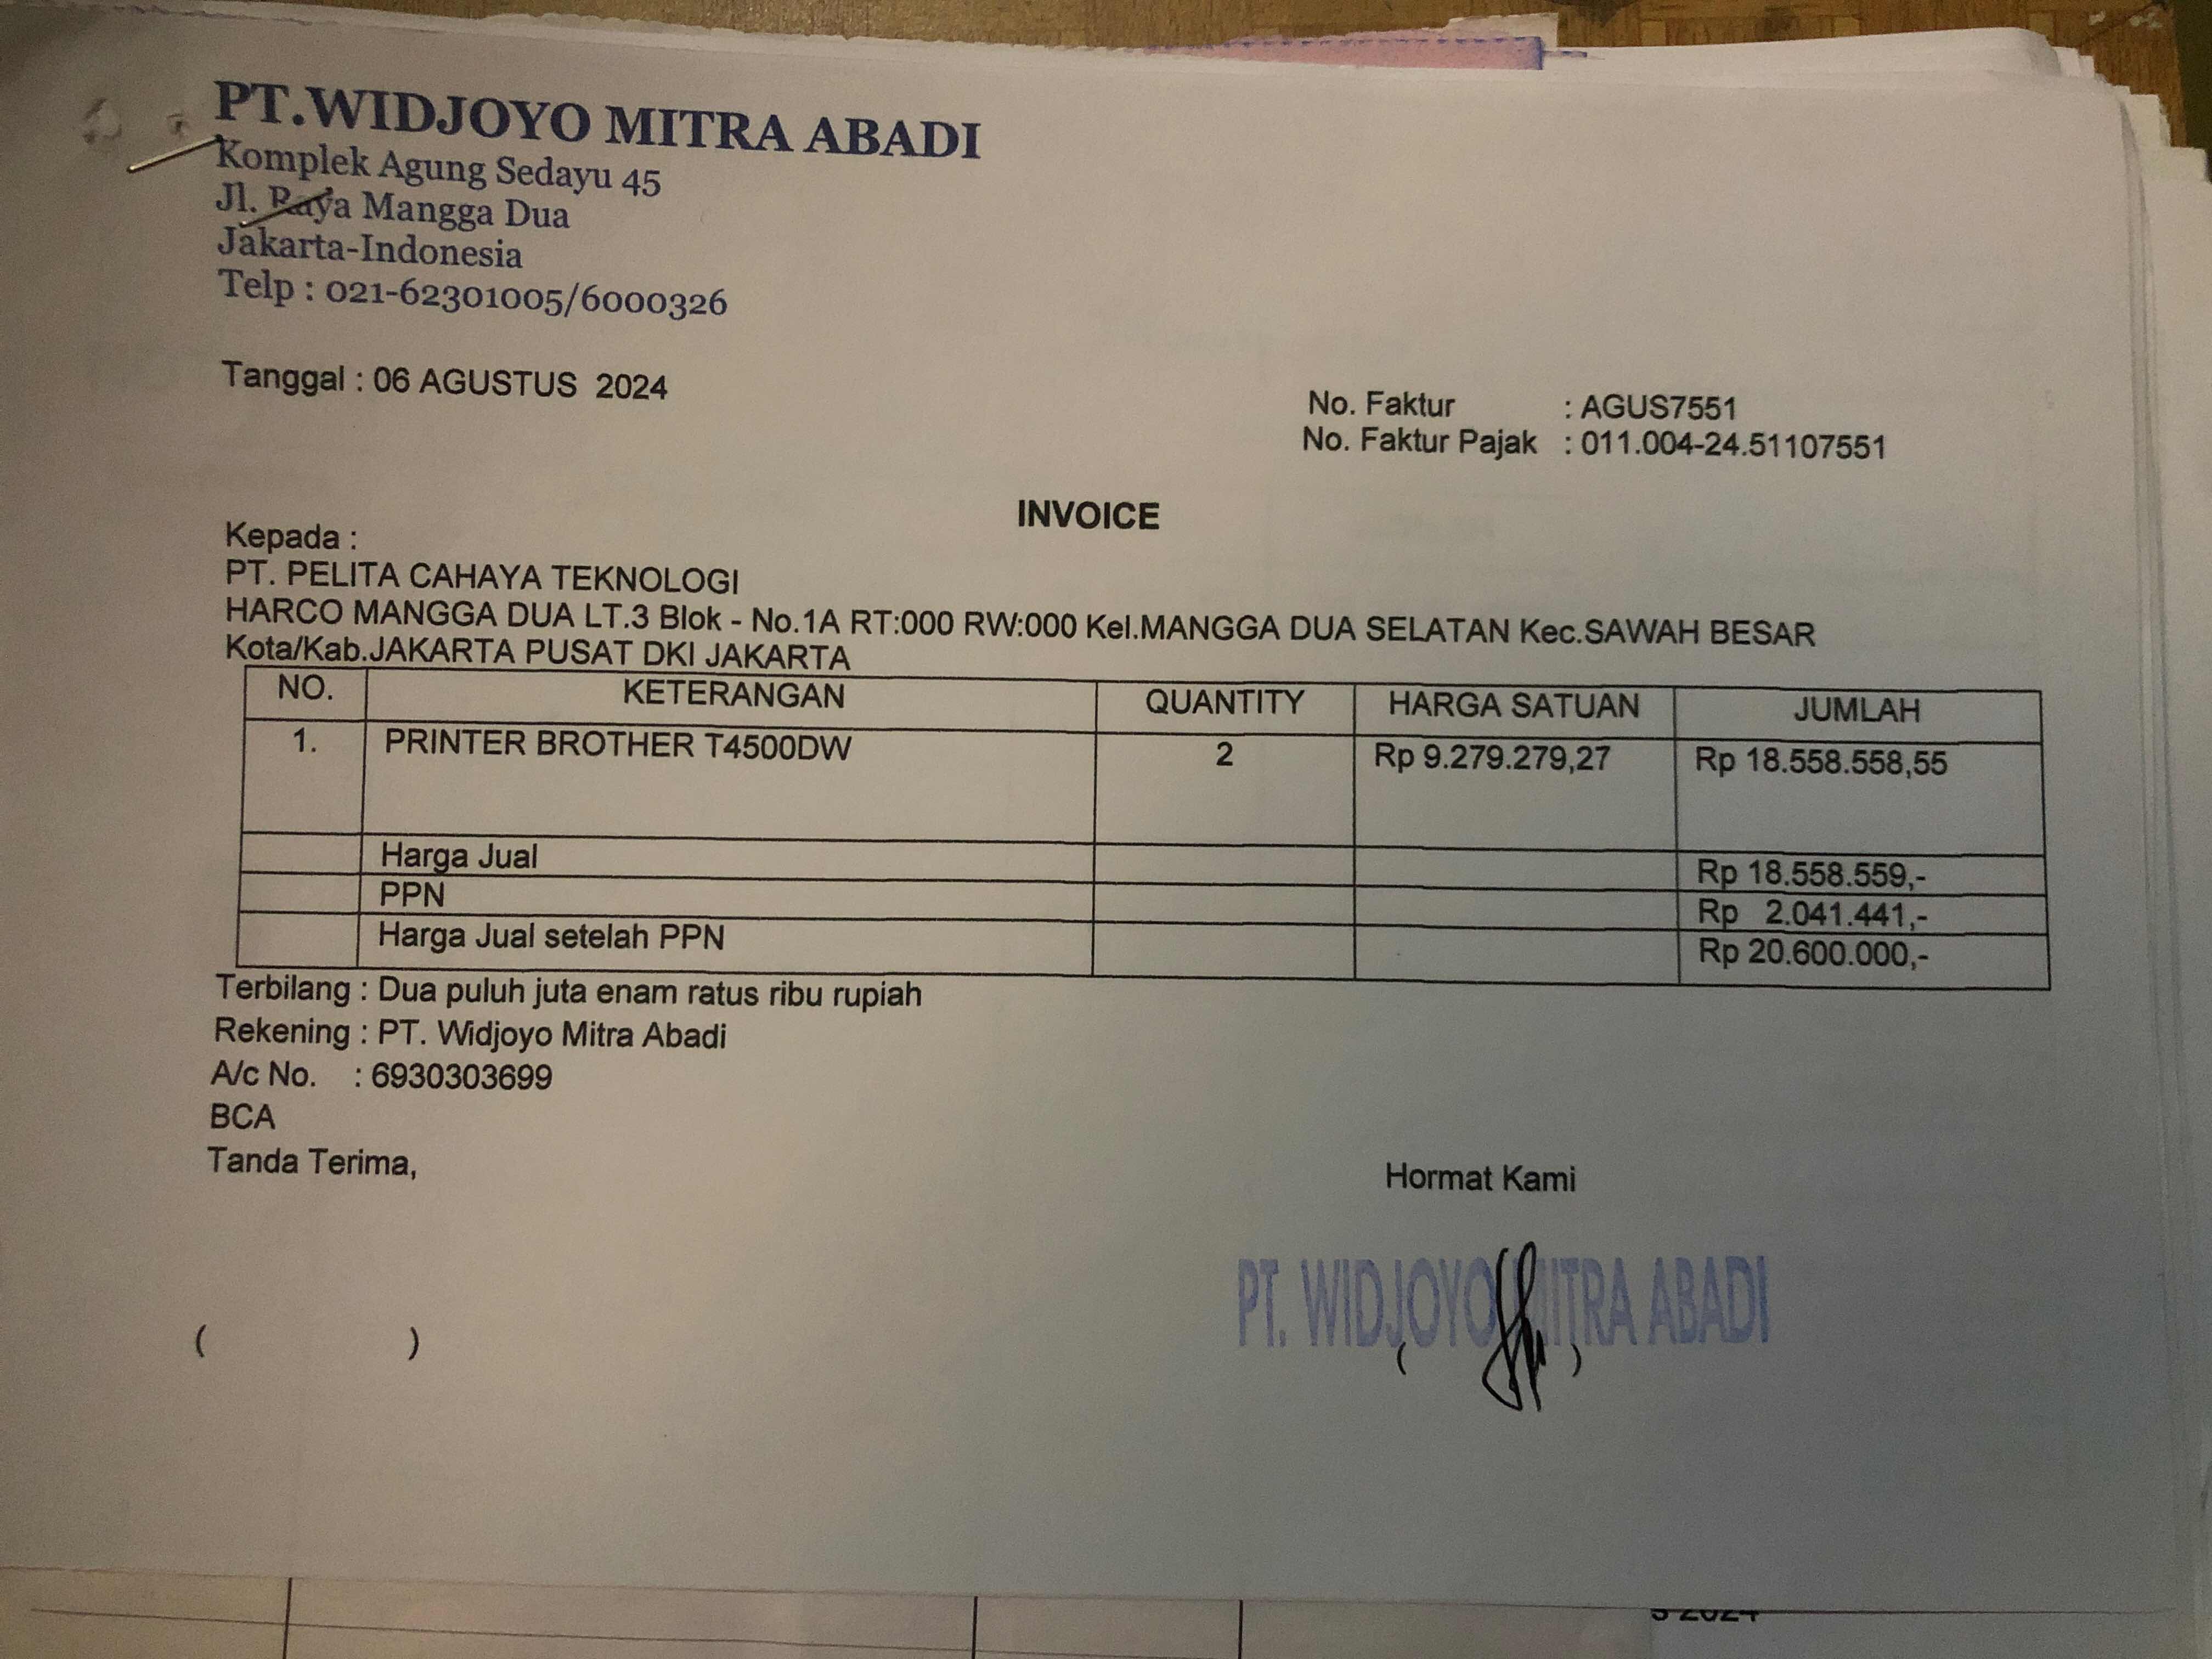 PT.WIDJOYO MITRA ABADI
Komplek Agung Sedayu 45
Jl. Raya Mangga Dua
Jakarta-Indonesia
Telp : 021-62301005/6000326
Tanggal : 06 AGUSTUS 2024
No. Faktur : AGUS7551
No. Faktur Pajak : 011.004-24.51107551
INVOICE
Kepada :
PT. PELITA CAHAYA TEKNOLOGI
HARCO MANGGA DUA LT.3 Blok - No.1A RT:000 RW:000 Kel.MANGGA DUA SELATAN Kec.SAWAH BESAR
Kota/Kab.JAKARTA PUSAT DKI JAKARTA
NO. KETERANGAN QUANTITY HARGA SATUAN JUMLAH
1. PRINTER BROTHER T4500DW 2 Rp 9.279.279,27 Rp 18.558.558,55
Harga Jual Rp 18.558.559,-
PPN Rp 2.041.441,-
Harga Jual setelah PPN Rp 20.600.000,-
Terbilang : Dua puluh juta enam ratus ribu rupiah
Rekening : PT. Widjoyo Mitra Abadi
A/c No. : 6930303699
BCA
Tanda Terima,
Hormat Kami
PT. WIDJOYO MITRA ABADI
( )
( )
2024